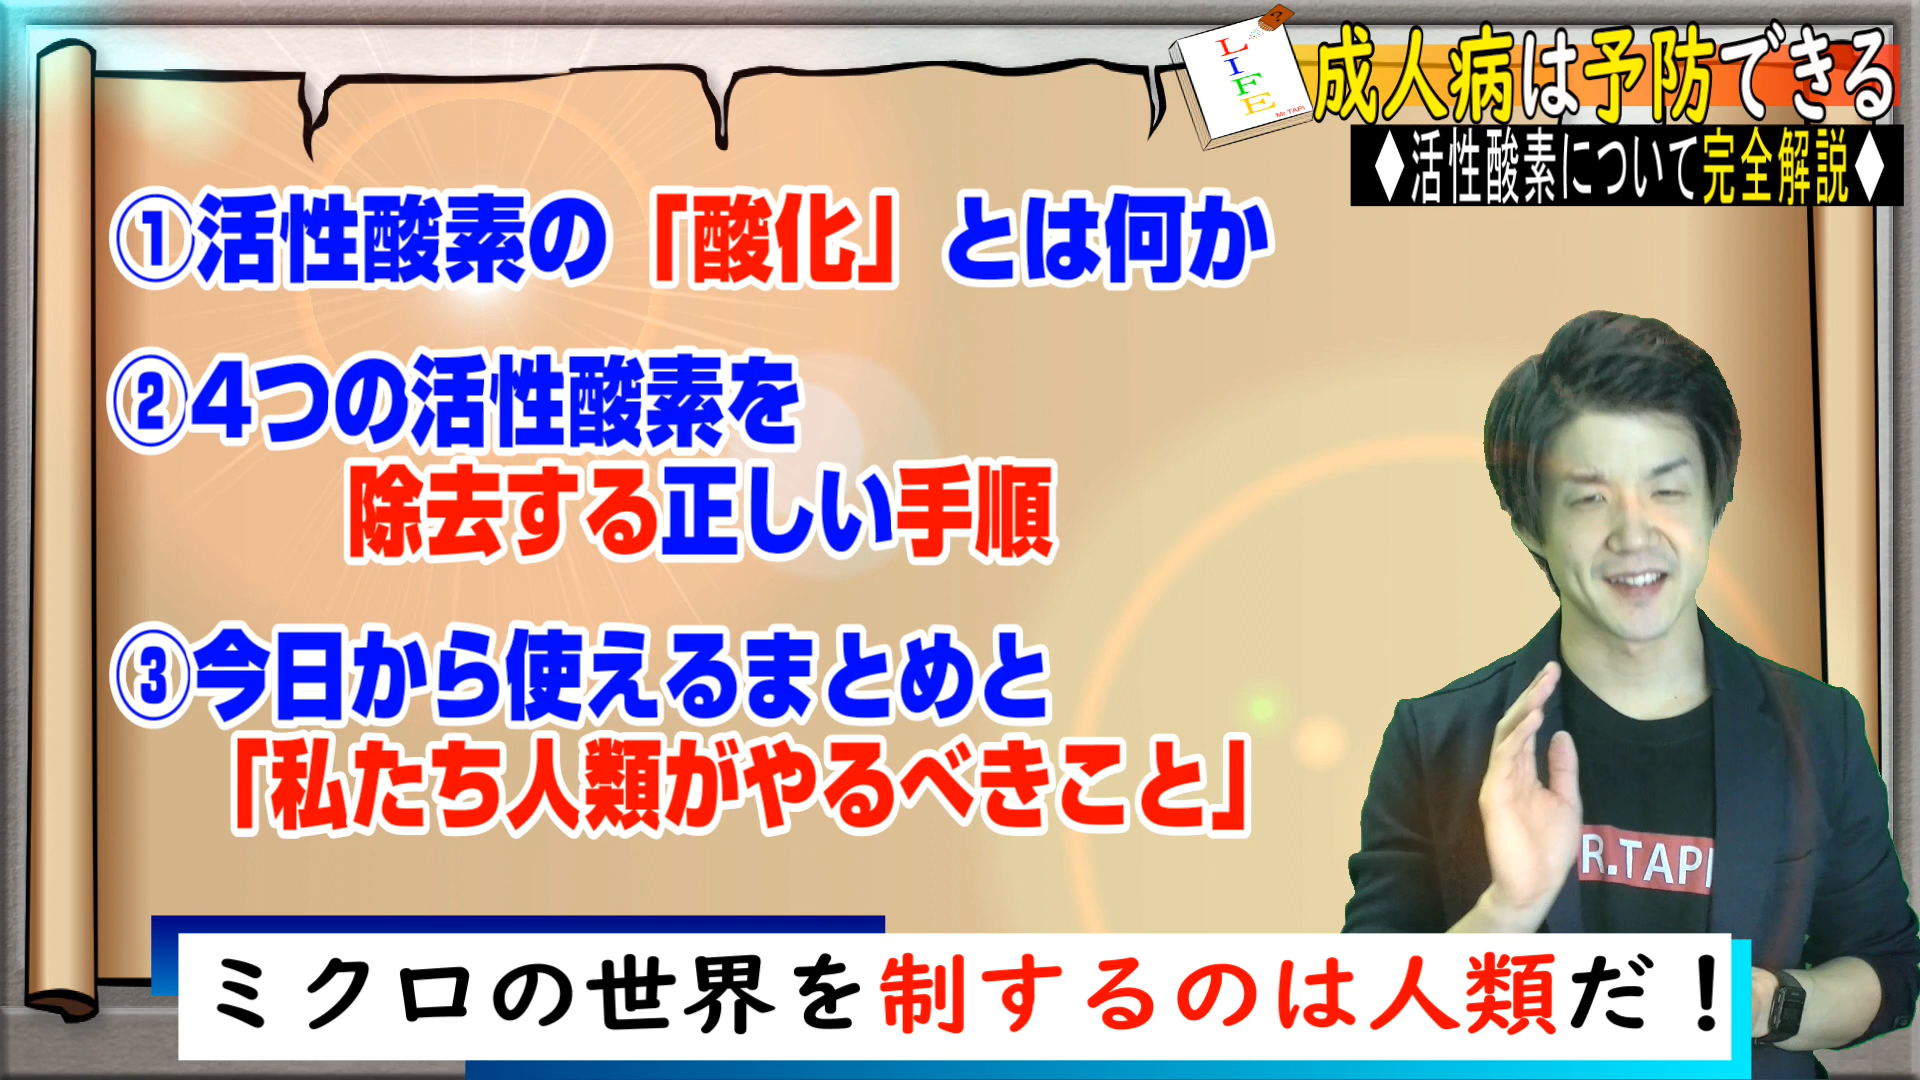 LIFE
Mr.TAPI
成人病は予防できる
♦活性酸素について完全解説♦
①活性酸素の「酸化」とは何か
②4つの活性酸素を
除去する正しい手順
③今日から使えるまとめと
「私たち人類がやるべきこと」
R.TAPI
ミクロの世界を制するのは人類だ！